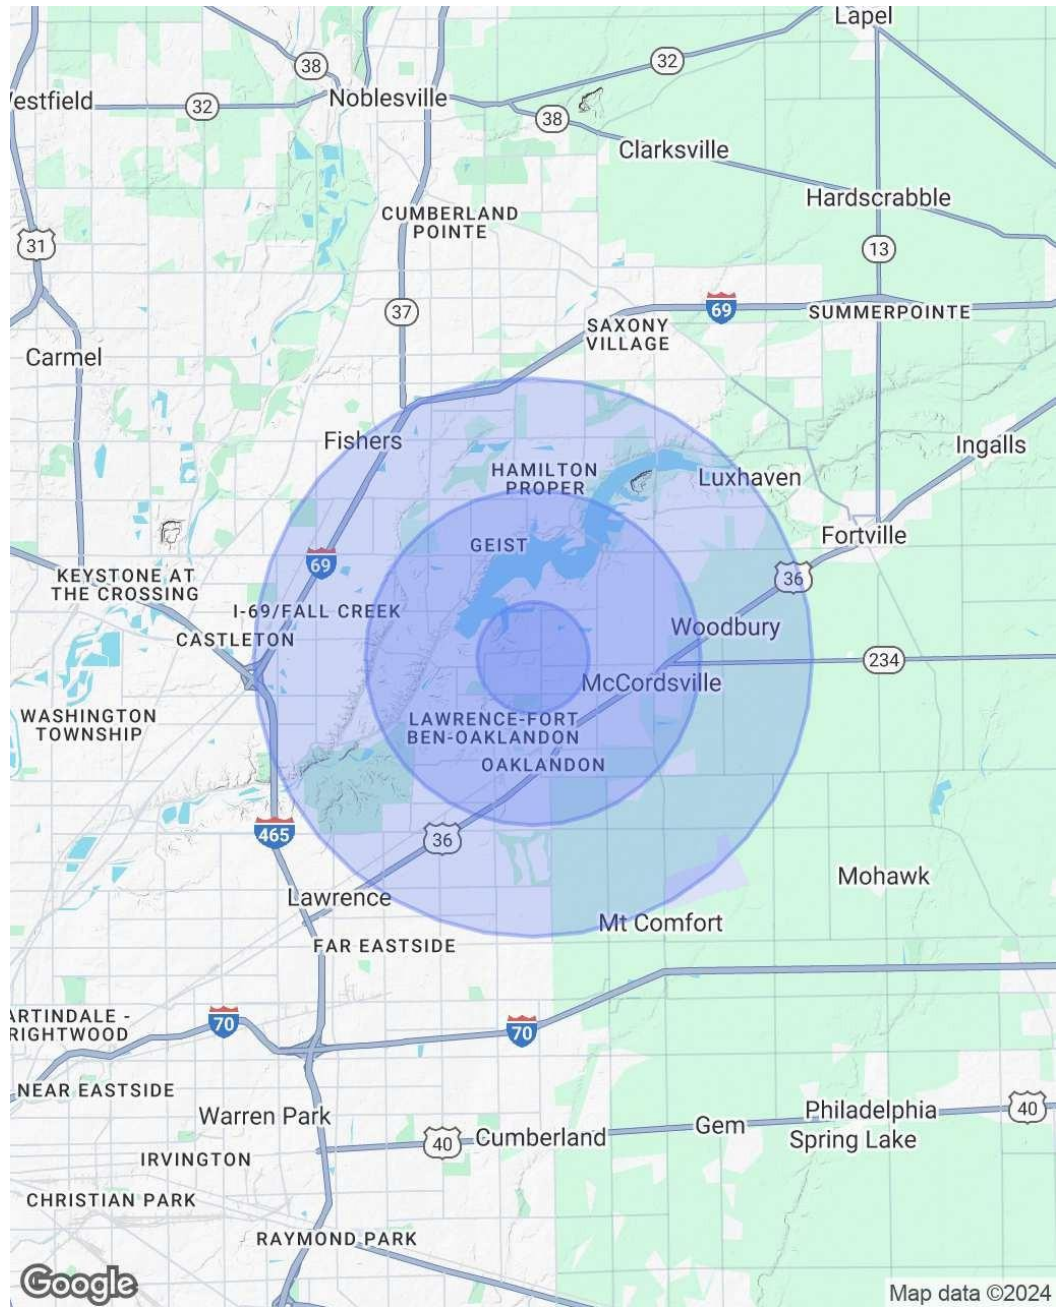 Lapel
38
32
Westfield
32
Noblesville
38
Clarksville
Hardscrabble
CUMBERLAND
POINTE
31
13
37
69
SUMMERPOINTE
SAXONY
VILLAGE
Carmel
Fishers
Ingalls
HAMILTON
PROPER
Luxhaven
Fortville
GEIST
69
36
KEYSTONE AT
THE CROSSING
I-69/FALL CREEK
CASTLETON
Woodbury
234
McCordsville
WASHINGTON
TOWNSHIP
LAWRENCE-FORT
BEN-OAKLANDON
OAKLANDON
465
36
Mohawk
Lawrence
Mt Comfort
FAR EASTSIDE
ARTINDALE -
RIGHTWOOD
70
70
NEAR EASTSIDE
Warren Park
Philadelphia
40
Gem
Cumberland
40
Spring Lake
IRVINGTON
CHRISTIAN PARK
RAYMOND PARK
Google
Map data ©2024